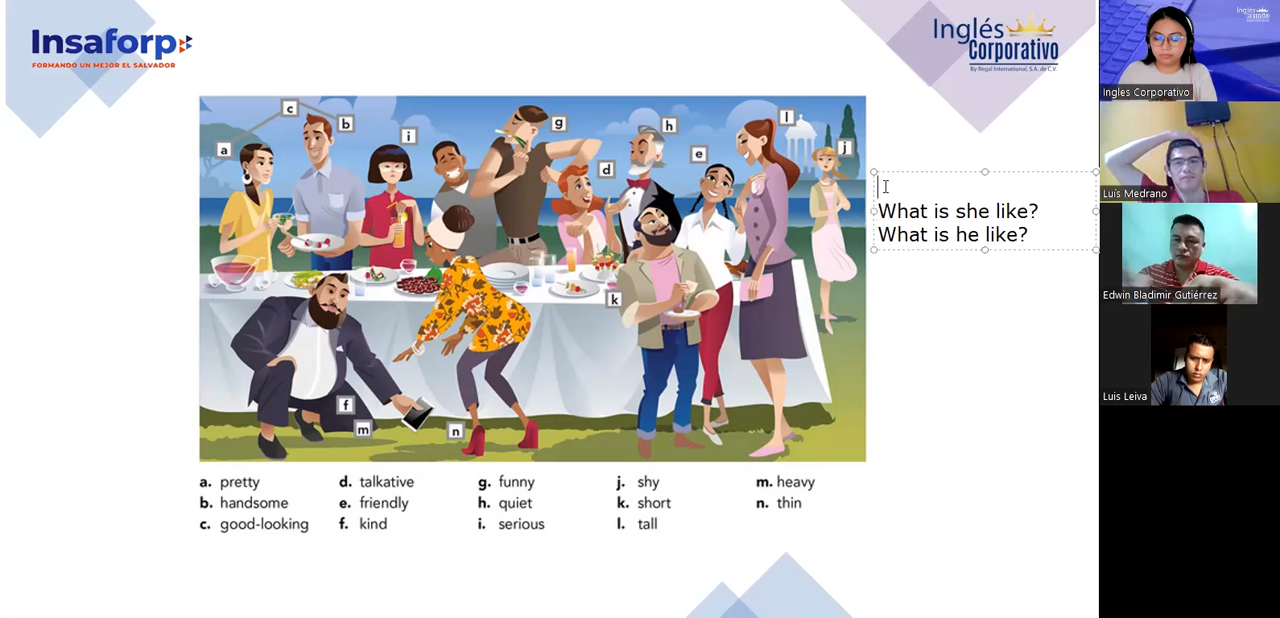 Insaforp
FORMANDO UN MEJOR EL SALVADOR
Inglés
Corporativo
By Regal International, S.A. de C.V.
a
c
b
i
g
d
h
e
l
j
k
f
m
n
What is she like?
What is he like?
a. pretty
b. handsome
c. good-looking
d. talkative
e. friendly
f. kind
g. funny
h. quiet
i. serious
j. shy
k. short
l. tall
m. heavy
n. thin
Ingles Corporativo
Luís Medrano
Edwin Bladimir Gutiérrez
Luis Leiva